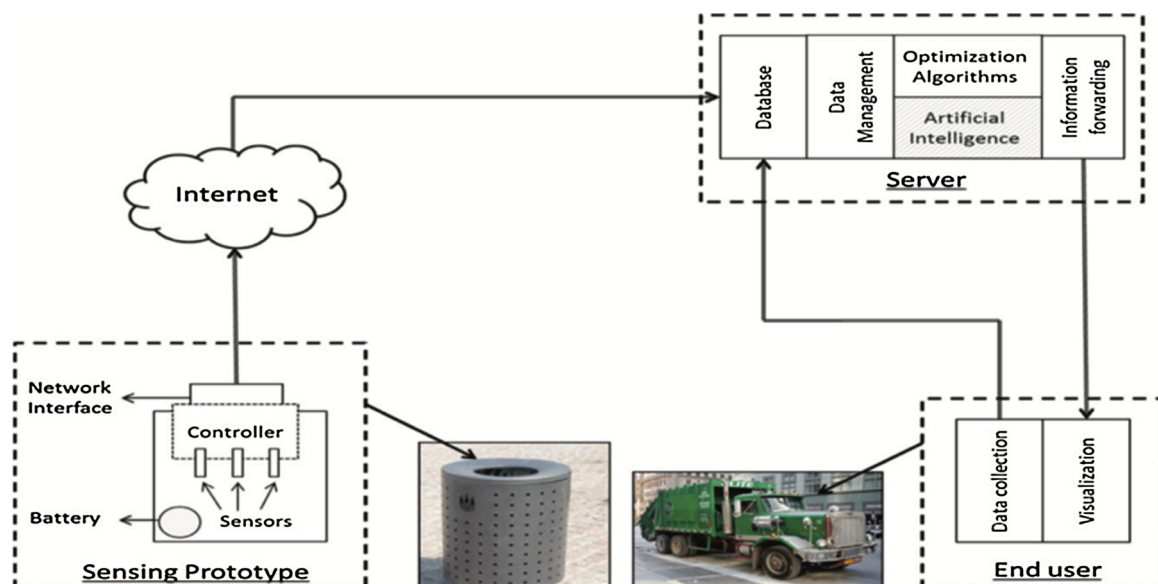 Database
Data
Management
Optimization
Algorithms
Artificial
Intelligence
Information
forwarding
Server
Internet
Network
Interface
Controller
Sensors
Battery
Sensing Prototype
Data collection
Visualization
End user